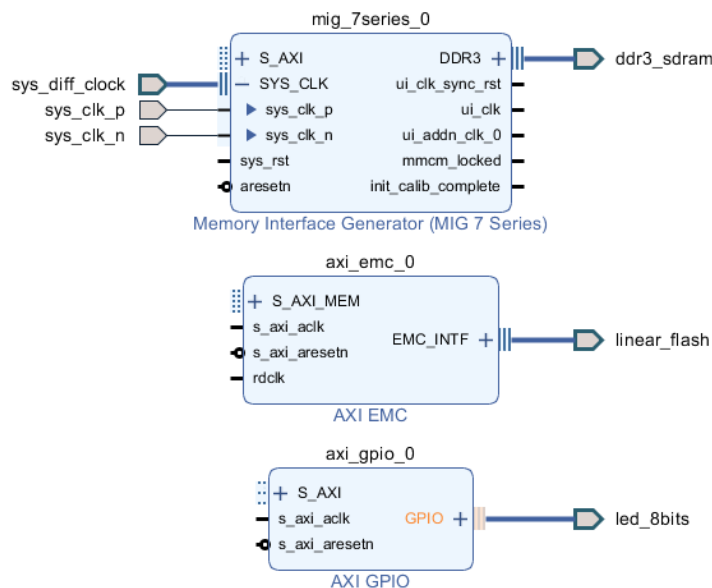 mig_7series_0
S_AXI DDR3
sys_diff_clock SYS_CLK ui_clk_sync_rst ddr3_sdram
sys_clk_p sys_clk_p ui_clk
sys_clk_n sys_clk_n ui_addn_clk_0
sys_rst mmcm_locked
aresetn init_calib_complete
Memory Interface Generator (MIG 7 Series)
axi_emc_0
S_AXI_MEM
s_axi_aclk
s_axi_aresetn EMC_INTF linear_flash
rdclk
AXI EMC
axi_gpio_0
S_AXI
s_axi_aclk GPIO led_8bits
s_axi_aresetn
AXI GPIO